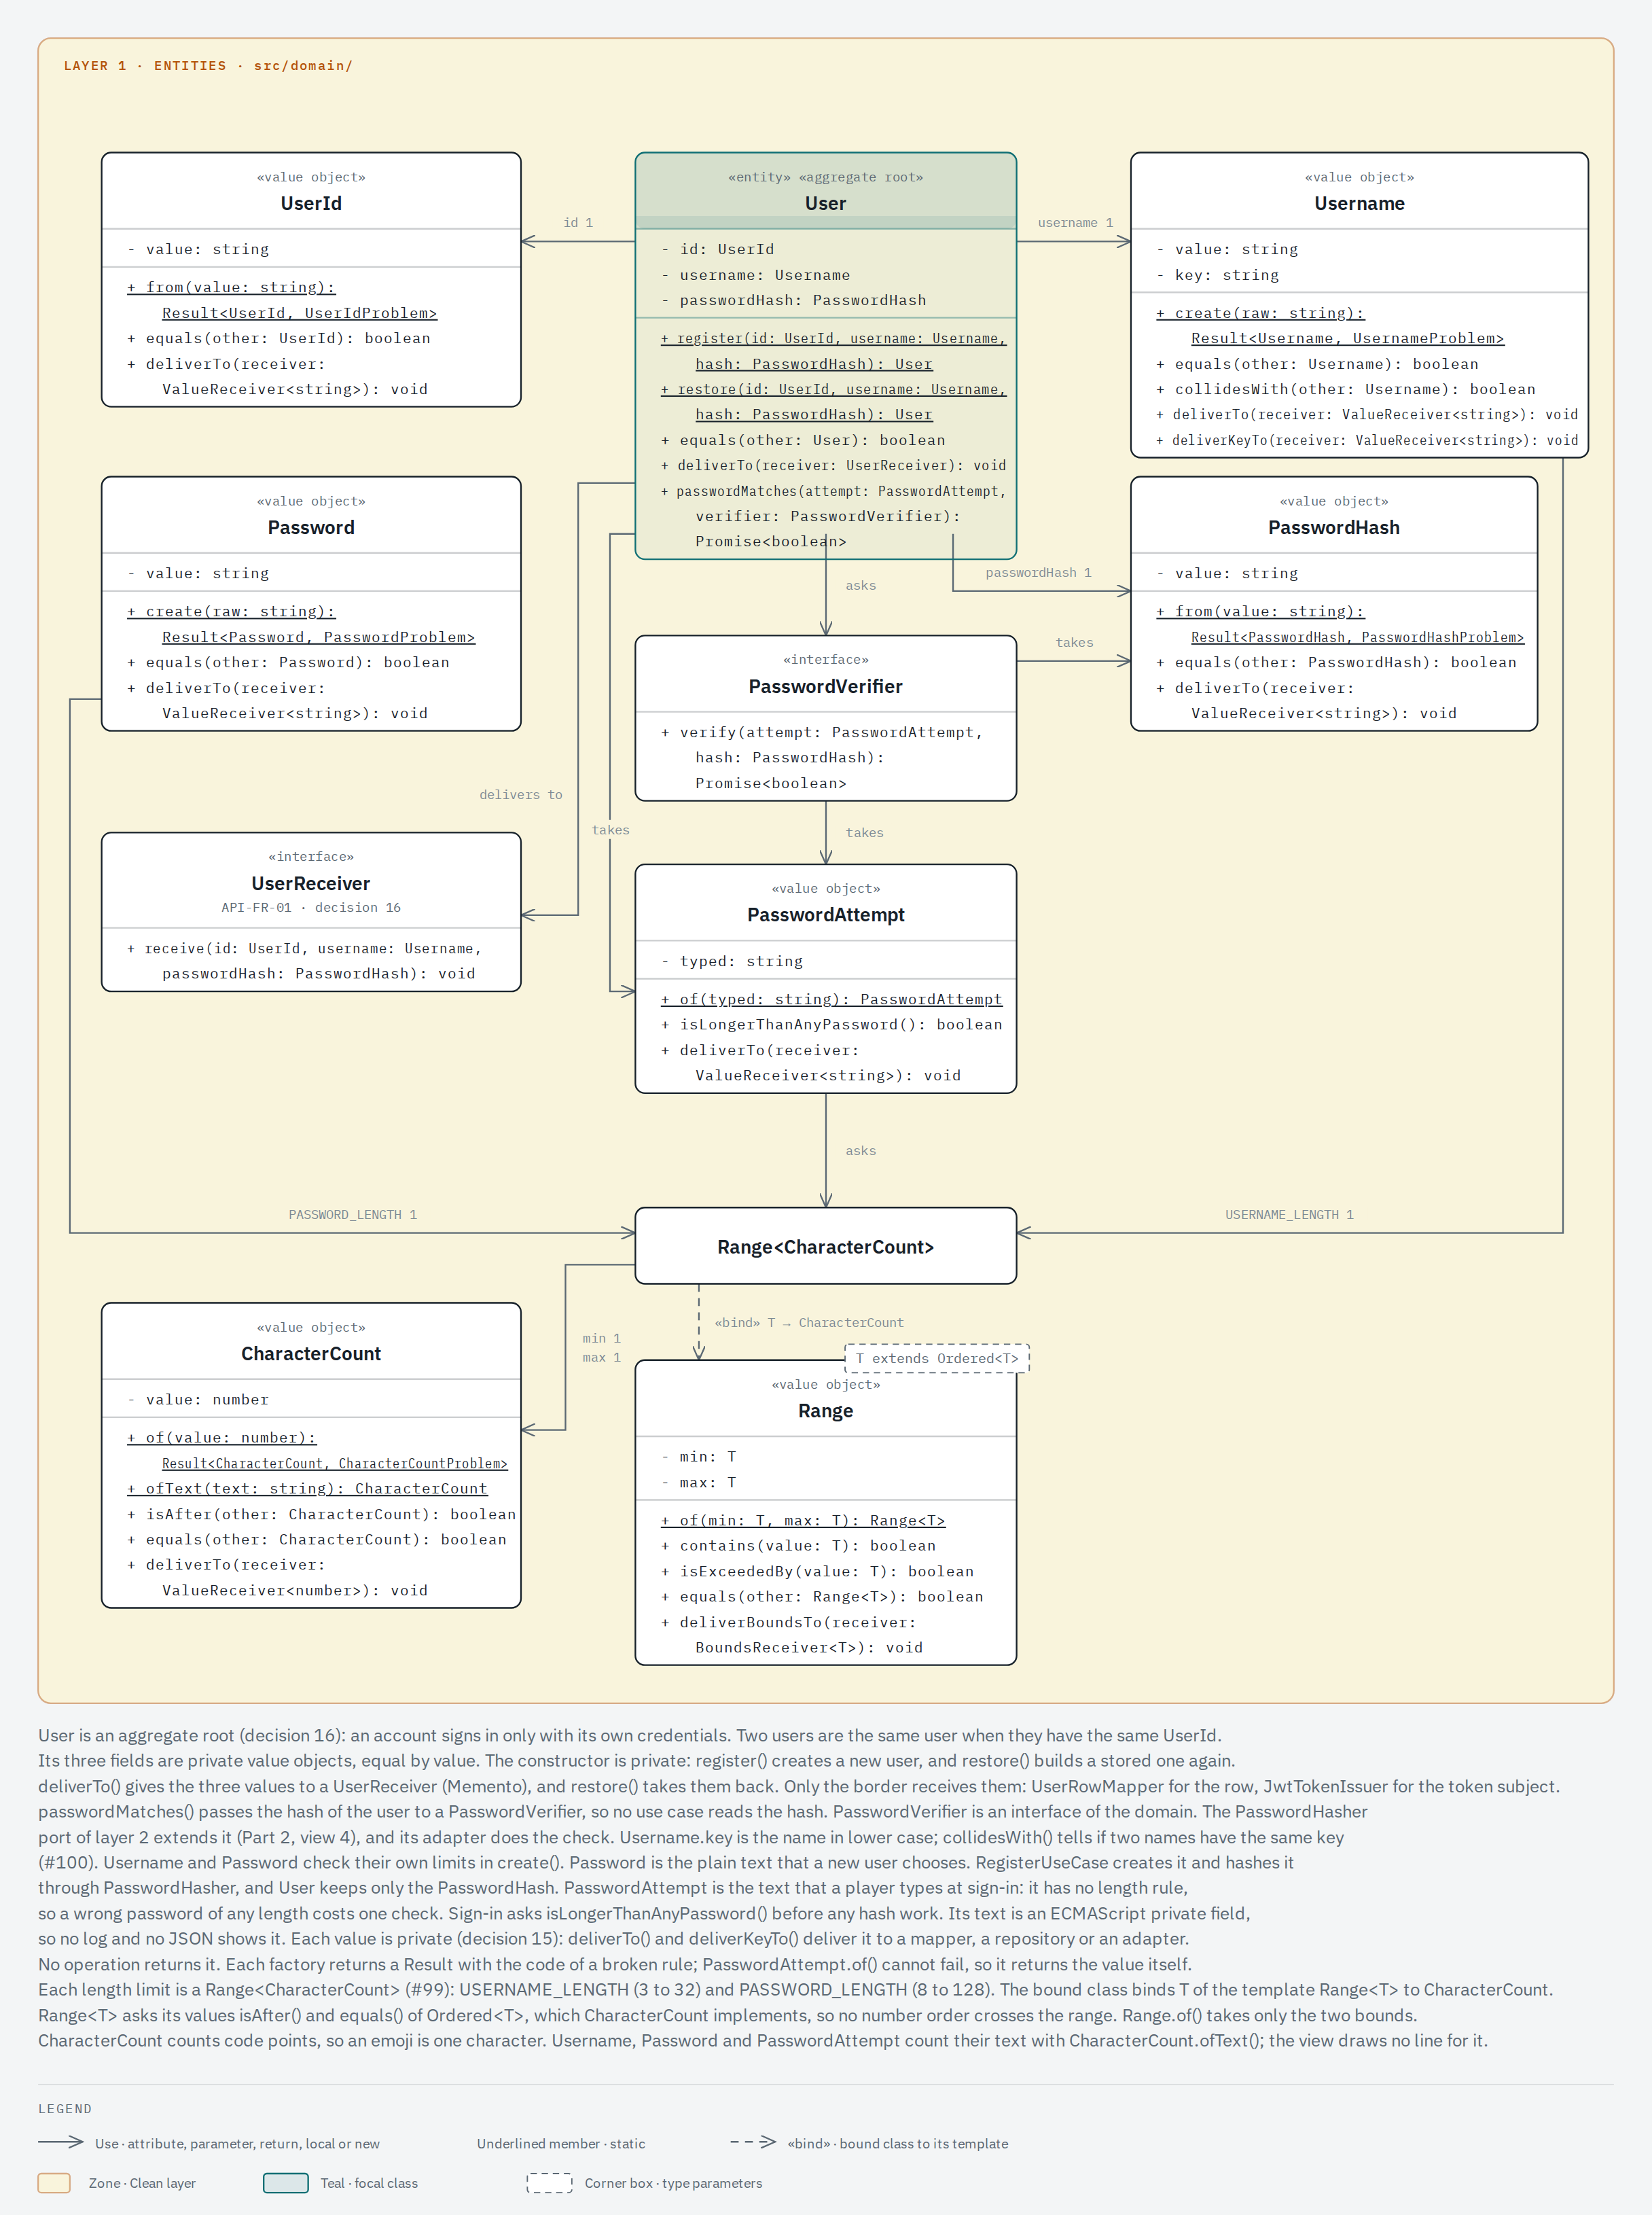 LAYER 1 · ENTITIES · src/domain/
«value object»
UserId
- value: string
+ from(value: string):
Result<UserId, UserIdProblem>
+ equals(other: UserId): boolean
+ deliverTo(receiver:
ValueReceiver<string>): void
id 1
«entity» «aggregate root»
User
- id: UserId
- username: Username
- passwordHash: PasswordHash
+ register(id: UserId, username: Username,
hash: PasswordHash): User
+ restore(id: UserId, username: Username,
hash: PasswordHash): User
+ equals(other: User): boolean
+ deliverTo(receiver: UserReceiver): void
+ passwordMatches(attempt: PasswordAttempt,
verifier: PasswordVerifier):
Promise<boolean>
username 1
«value object»
Username
- value: string
- key: string
+ create(raw: string):
Result<Username, UsernameProblem>
+ equals(other: Username): boolean
+ collidesWith(other: Username): boolean
+ deliverTo(receiver: ValueReceiver<string>): void
+ deliverKeyTo(receiver: ValueReceiver<string>): void
«value object»
Password
- value: string
+ create(raw: string):
Result<Password, PasswordProblem>
+ equals(other: Password): boolean
+ deliverTo(receiver:
ValueReceiver<string>): void
asks
passwordHash 1
«value object»
PasswordHash
- value: string
+ from(value: string):
Result<PasswordHash, PasswordHashProblem>
+ equals(other: PasswordHash): boolean
+ deliverTo(receiver:
ValueReceiver<string>): void
takes
«interface»
PasswordVerifier
+ verify(attempt: PasswordAttempt,
hash: PasswordHash):
Promise<boolean>
delivers to
takes
takes
«interface»
UserReceiver
API-FR-01 · decision 16
+ receive(id: UserId, username: Username,
passwordHash: PasswordHash): void
«value object»
PasswordAttempt
- typed: string
+ of(typed: string): PasswordAttempt
+ isLongerThanAnyPassword(): boolean
+ deliverTo(receiver:
ValueReceiver<string>): void
asks
PASSWORD_LENGTH 1
USERNAME_LENGTH 1
Range<CharacterCount>
«bind» T → CharacterCount
min 1
max 1
«value object»
CharacterCount
- value: number
+ of(value: number):
Result<CharacterCount, CharacterCountProblem>
+ ofText(text: string): CharacterCount
+ isAfter(other: CharacterCount): boolean
+ equals(other: CharacterCount): boolean
+ deliverTo(receiver:
ValueReceiver<number>): void
T extends Ordered<T>
«value object»
Range
- min: T
- max: T
+ of(min: T, max: T): Range<T>
+ contains(value: T): boolean
+ isExceededBy(value: T): boolean
+ equals(other: Range<T>): boolean
+ deliverBoundsTo(receiver:
BoundsReceiver<T>): void
User is an aggregate root (decision 16): an account signs in only with its own credentials. Two users are the same user when they have the same UserId.
Its three fields are private value objects, equal by value. The constructor is private: register() creates a new user, and restore() builds a stored one again.
deliverTo() gives the three values to a UserReceiver (Memento), and restore() takes them back. Only the border receives them: UserRowMapper for the row, JwtTokenIssuer for the token subject.
passwordMatches() passes the hash of the user to a PasswordVerifier, so no use case reads the hash. PasswordVerifier is an interface of the domain. The PasswordHasher
port of layer 2 extends it (Part 2, view 4), and its adapter does the check. Username.key is the name in lower case; collidesWith() tells if two names have the same key
(#100). Username and Password check their own limits in create(). Password is the plain text that a new user chooses. RegisterUseCase creates it and hashes it
through PasswordHasher, and User keeps only the PasswordHash. PasswordAttempt is the text that a player types at sign-in: it has no length rule,
so a wrong password of any length costs one check. Sign-in asks isLongerThanAnyPassword() before any hash work. Its text is an ECMAScript private field,
so no log and no JSON shows it. Each value is private (decision 15): deliverTo() and deliverKeyTo() deliver it to a mapper, a repository or an adapter.
No operation returns it. Each factory returns a Result with the code of a broken rule; PasswordAttempt.of() cannot fail, so it returns the value itself.
Each length limit is a Range<CharacterCount> (#99): USERNAME_LENGTH (3 to 32) and PASSWORD_LENGTH (8 to 128). The bound class binds T of the template Range<T> to CharacterCount.
Range<T> asks its values isAfter() and equals() of Ordered<T>, which CharacterCount implements, so no number order crosses the range. Range.of() takes only the two bounds.
CharacterCount counts code points, so an emoji is one character. Username, Password and PasswordAttempt count their text with CharacterCount.ofText(); the view draws no line for it.
LEGEND
Use · attribute, parameter, return, local or new
Underlined member · static
«bind» · bound class to its template
Zone · Clean layer
Teal · focal class
Corner box · type parameters